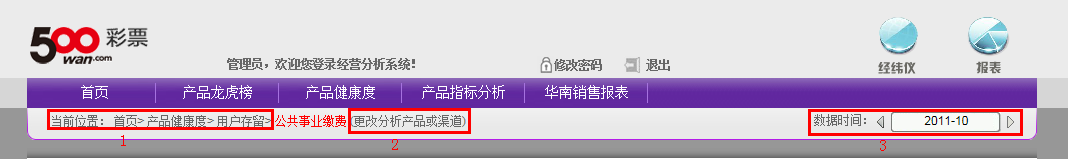 500wan.com 彩票
管理员，欢迎您登录经营分析系统！ 修改密码 退出 经纬仪 报表
首页 产品龙虎榜 产品健康度 产品指标分析 华南销售报表
当前位置： 首页> 产品健康度> 用户存留> 公共事业缴费 (更改分析产品或渠道) 数据时间： 2011-10
1 2 3